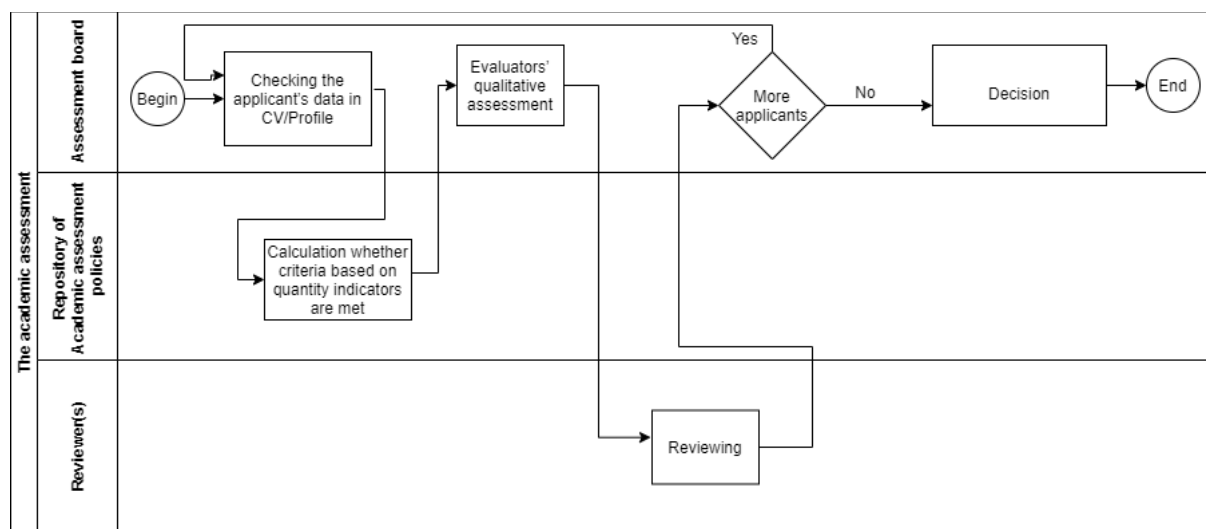 The academic assessment
Assessment board
Begin
Checking the
applicant's data in
CV/Profile
Evaluators'
qualitative
assessment
Yes
More
applicants
No
Decision
End
Repository of
Academic assessment
policies
Calculation whether
criteria based on
quantity indicators
are met
Reviewer(s)
Reviewing